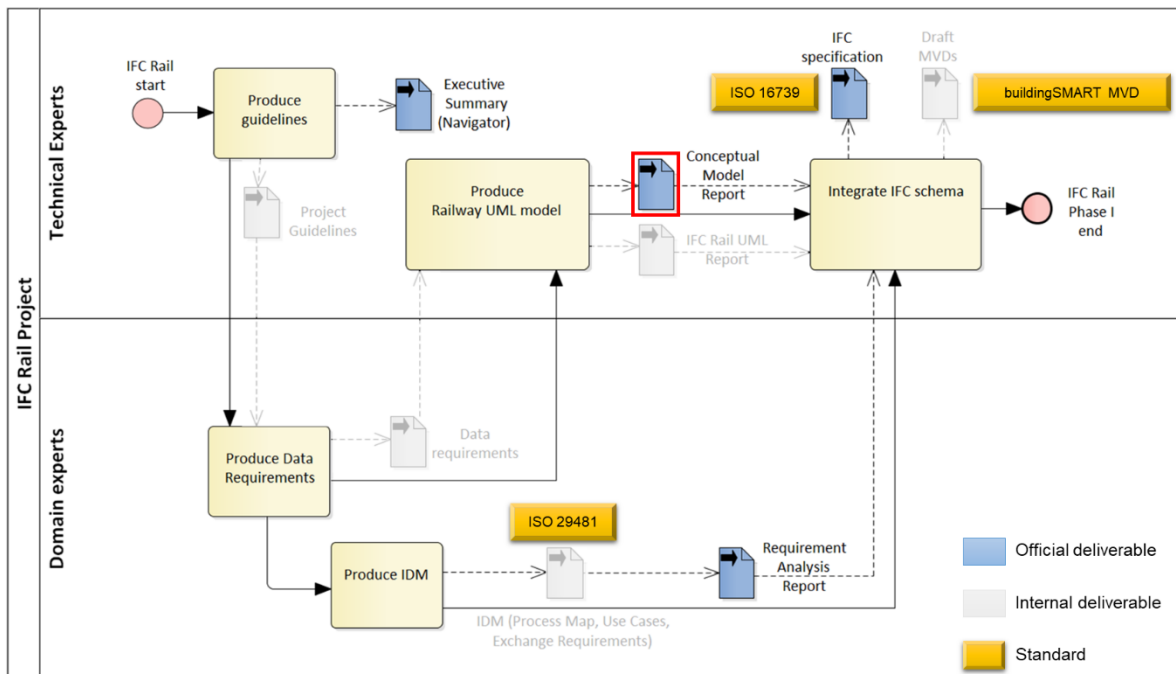 IFC Rail Project
Technical Experts
Domain experts
IFC Rail
start
Produce
guidelines
Executive
Summary
(Navigator)
IFC
specification
Draft
MVDs
ISO 16739
buildingSMART MVD
Project
Guidelines
Produce
Railway UML model
Conceptual
Model
Report
IFC Rail UML
Report
Integrate IFC schema
IFC Rail
Phase I
end
Produce Data
Requirements
Data
requirements
ISO 29481
Produce IDM
IDM (Process Map, Use Cases,
Exchange Requirements)
Requirement
Analysis
Report
Official deliverable
Internal deliverable
Standard